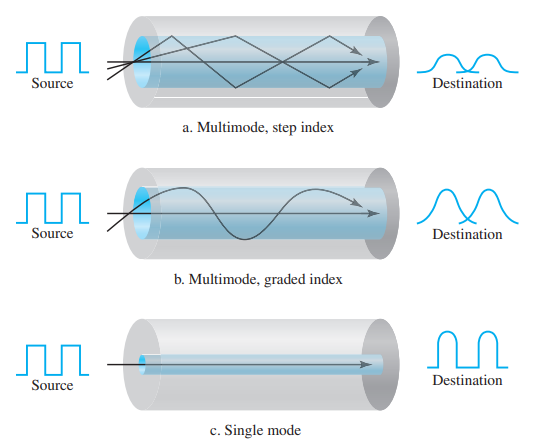 Source
Destination
a. Multimode, step index
Source
Destination
b. Multimode, graded index
Source
Destination
c. Single mode